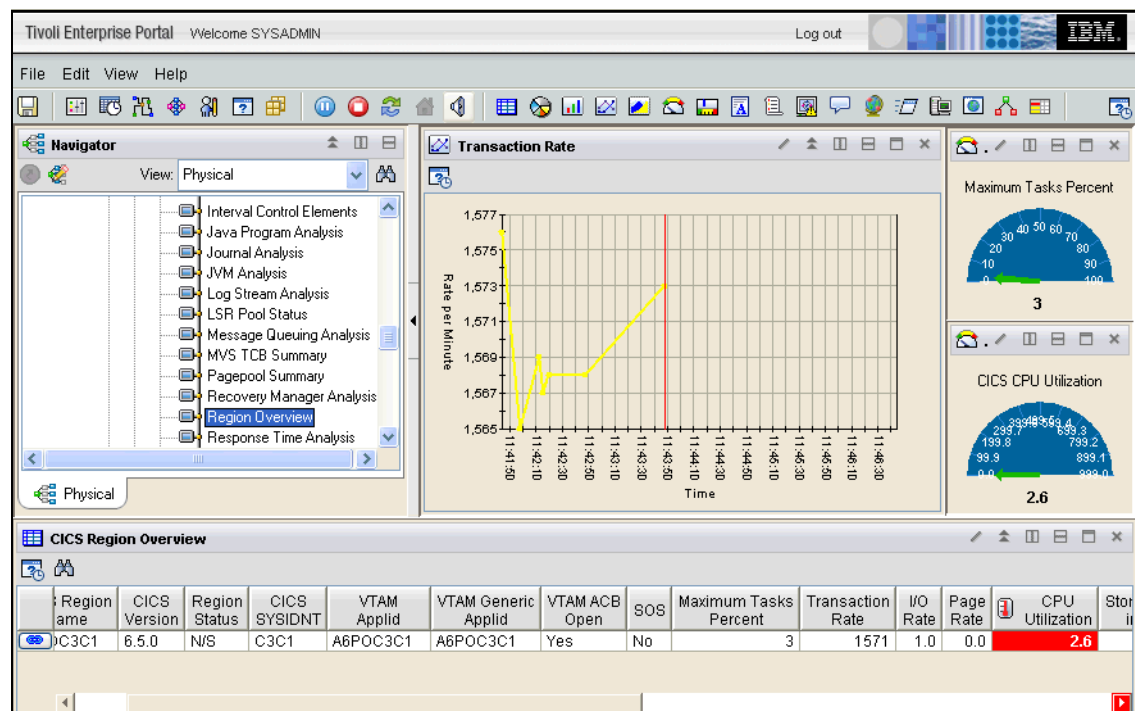 Tivoli Enterprise Portal Welcome SYSADMIN Log out IBM.
File Edit View Help
Navigator
View: Physical
Interval Control Elements
Java Program Analysis
Journal Analysis
JVM Analysis
Log Stream Analysis
LSR Pool Status
Message Queuing Analysis
MVS TCB Summary
Pagepool Summary
Recovery Manager Analysis
Region Overview
Response Time Analysis
Physical
Transaction Rate
Rate per Minute
1,577
1,575
1,573
1,571
1,569
1,567
1,565
11:41:50
11:42:10
11:42:30
11:42:50
11:43:10
11:43:30
11:43:50
11:44:10
11:44:30
11:44:50
11:45:10
11:45:30
11:45:50
11:46:10
11:46:30
Time
Maximum Tasks Percent
0 10 20 30 40 50 60 70 80 90 100
3
CICS CPU Utilization
0.0 99.9 199.8 299.7 699.3 799.2 899.1 999.0
2.6
CICS Region Overview
Region ame CICS Version Region Status CICS SYSIDNT VTAM Applid VTAM Generic Applid VTAM ACB Open SOS Maximum Tasks Percent Transaction Rate I/O Rate Page Rate CPU Utilization Stor
C3C1 6.5.0 N/S C3C1 A6POC3C1 A6POC3C1 Yes No 3 1571 1.0 0.0 2.6